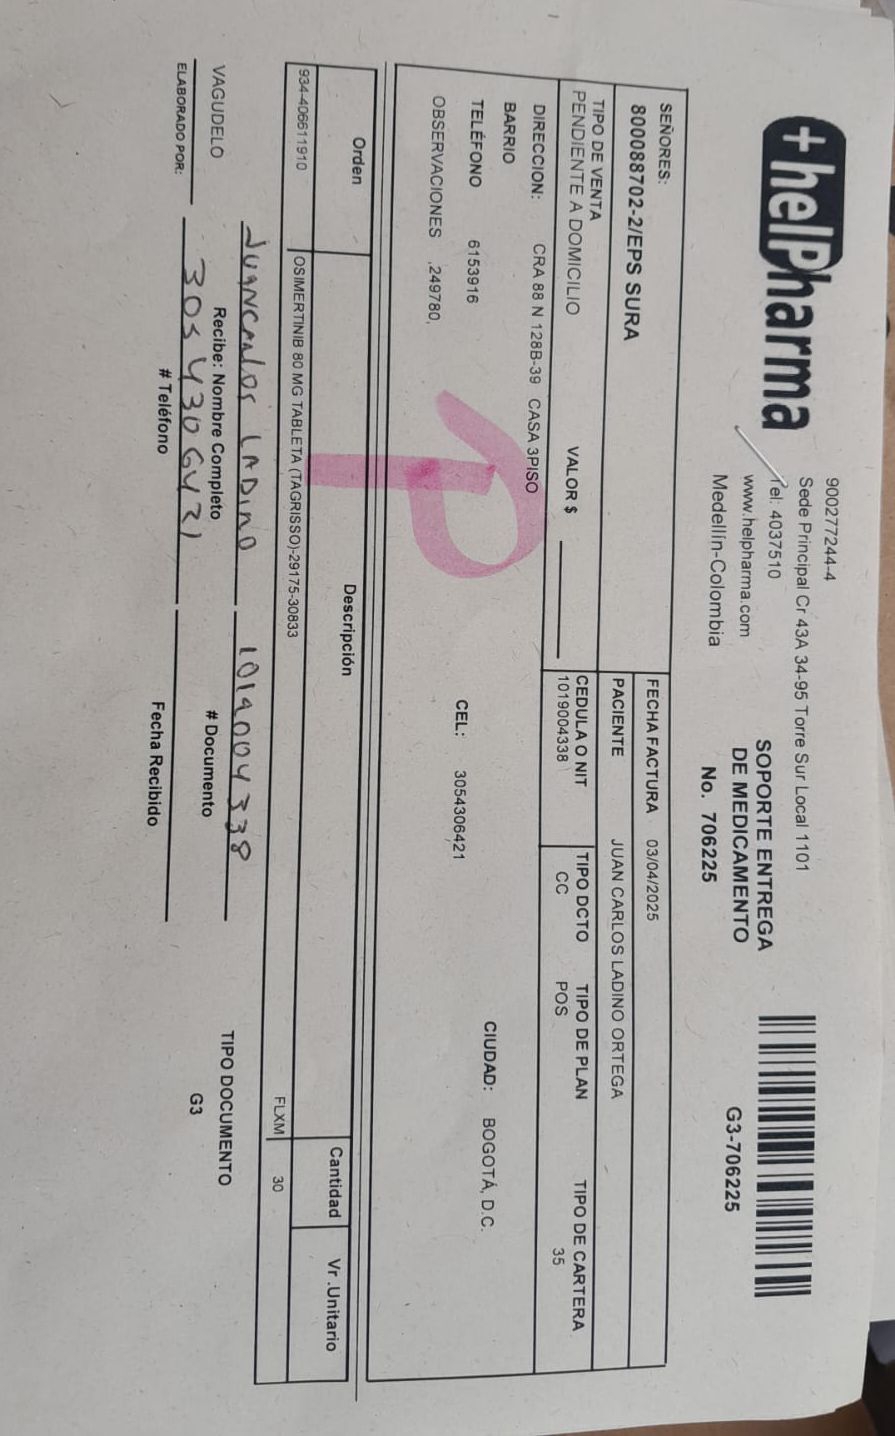 +helPharma
900277244-4
Sede Principal Cr 43A 34-95 Torre Sur Local 1101
Tel: 4037510
www.helpharma.com
Medellín-Colombia
SOPORTE ENTREGA
DE MEDICAMENTO
No. 706225
G3-706225
SEÑORES:
800088702-2/EPS SURA
FECHA FACTURA 03/04/2025
PACIENTE JUAN CARLOS LADINO ORTEGA
TIPO DE VENTA
PENDIENTE A DOMICILIO
VALOR $
CEDULA O NIT
1019004338
TIPO DCTO
CC
TIPO DE PLAN
POS
TIPO DE CARTERA
35
DIRECCION: CRA 88 N 128B-39 CASA 3PISO
BARRIO
CIUDAD: BOGOTÁ, D.C.
TELÉFONO 6153916
CEL: 3054306421
OBSERVACIONES ,249780,
P
Orden Descripción Cantidad Vr .Unitario
934-406611910 OSIMERTINIB 80 MG TABLETA (TAGRISSO)-29175-30833
FLXM 30
JUAN CARLOS LADINO 1019004338
VAGUDELO Recibe: Nombre Completo # Documento TIPO DOCUMENTO
G3
305 430 6421
ELABORADO POR: # Teléfono Fecha Recibido